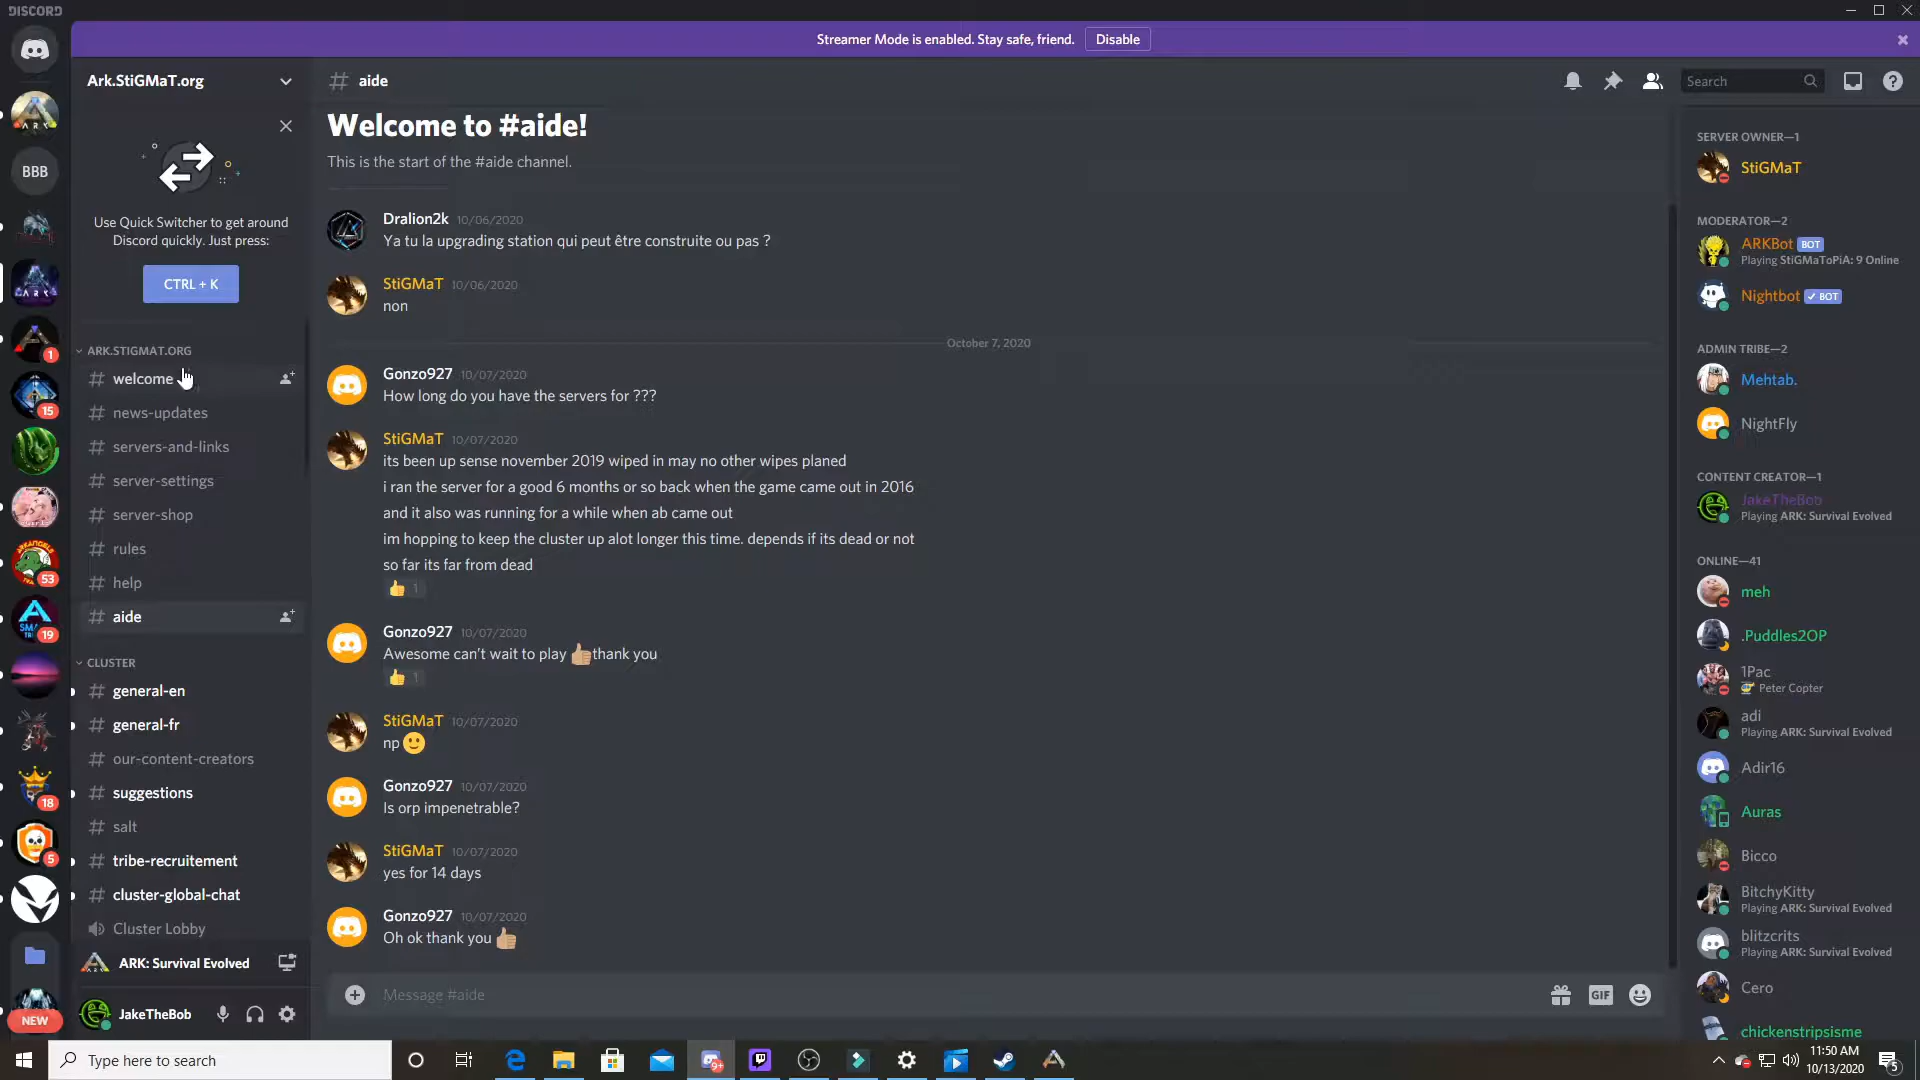 DISCORD
Streamer Mode is enabled. Stay safe, friend.
Disable
Ark.StiGMaT.org
Use Quick Switcher to get around
Discord quickly. Just press:
CTRL + K
ARK.STIGMAT.ORG
welcome
news-updates
servers-and-links
server-settings
server-shop
rules
help
aide
CLUSTER
general-en
general-fr
our-content-creators
suggestions
salt
tribe-recruitement
cluster-global-chat
Cluster Lobby
ARK: Survival Evolved
JakeTheBob
BBB
1
15
53
19
18
5
NEW
# aide
Search
Welcome to #aide!
This is the start of the #aide channel.
Dralion2k 10/06/2020
Ya tu la upgrading station qui peut être construite ou pas ?
StiGMaT 10/06/2020
non
October 7, 2020
Gonzo927 10/07/2020
How long do you have the servers for ???
StiGMaT 10/07/2020
its been up sense november 2019 wiped in may no other wipes planed
i ran the server for a good 6 months or so back when the game came out in 2016
and it also was running for a while when ab came out
im hopping to keep the cluster up alot longer this time. depends if its dead or not
so far its far from dead
👍 1
Gonzo927 10/07/2020
Awesome can't wait to play 👍thank you
👍 1
StiGMaT 10/07/2020
np 🙂
Gonzo927 10/07/2020
Is orp impenetrable?
StiGMaT 10/07/2020
yes for 14 days
Gonzo927 10/07/2020
Oh ok thank you 👍
Message #aide
GIF
SERVER OWNER—1
StiGMaT
MODERATOR—2
ARKBot BOT
Playing StiGMaToPiA: 9 Online
Nightbot ✓ BOT
ADMIN TRIBE—2
Mehtab.
NightFly
CONTENT CREATOR—1
JakeTheBob
Playing ARK: Survival Evolved
ONLINE—41
meh
.Puddles2OP
1Pac
Peter Copter
adi
Playing ARK: Survival Evolved
Adir16
Auras
Bicco
BitchyKitty
Playing ARK: Survival Evolved
blitzcrits
Playing ARK: Survival Evolved
Cero
chickenstripsisme
Type here to search
9+
11:50 AM
10/13/2020
5